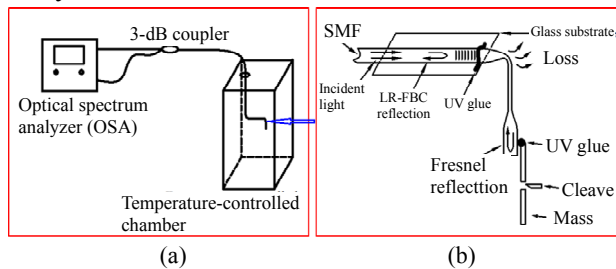 3-dB coupler
Optical spectrum
analyzer (OSA)
Temperature-controlled
chamber
(a)
SMF
Glass substrate
Loss
Incident
light
LR-FBC
reflection
UV glue
UV glue
Fresnel
reflecttion
Cleave
Mass
(b)